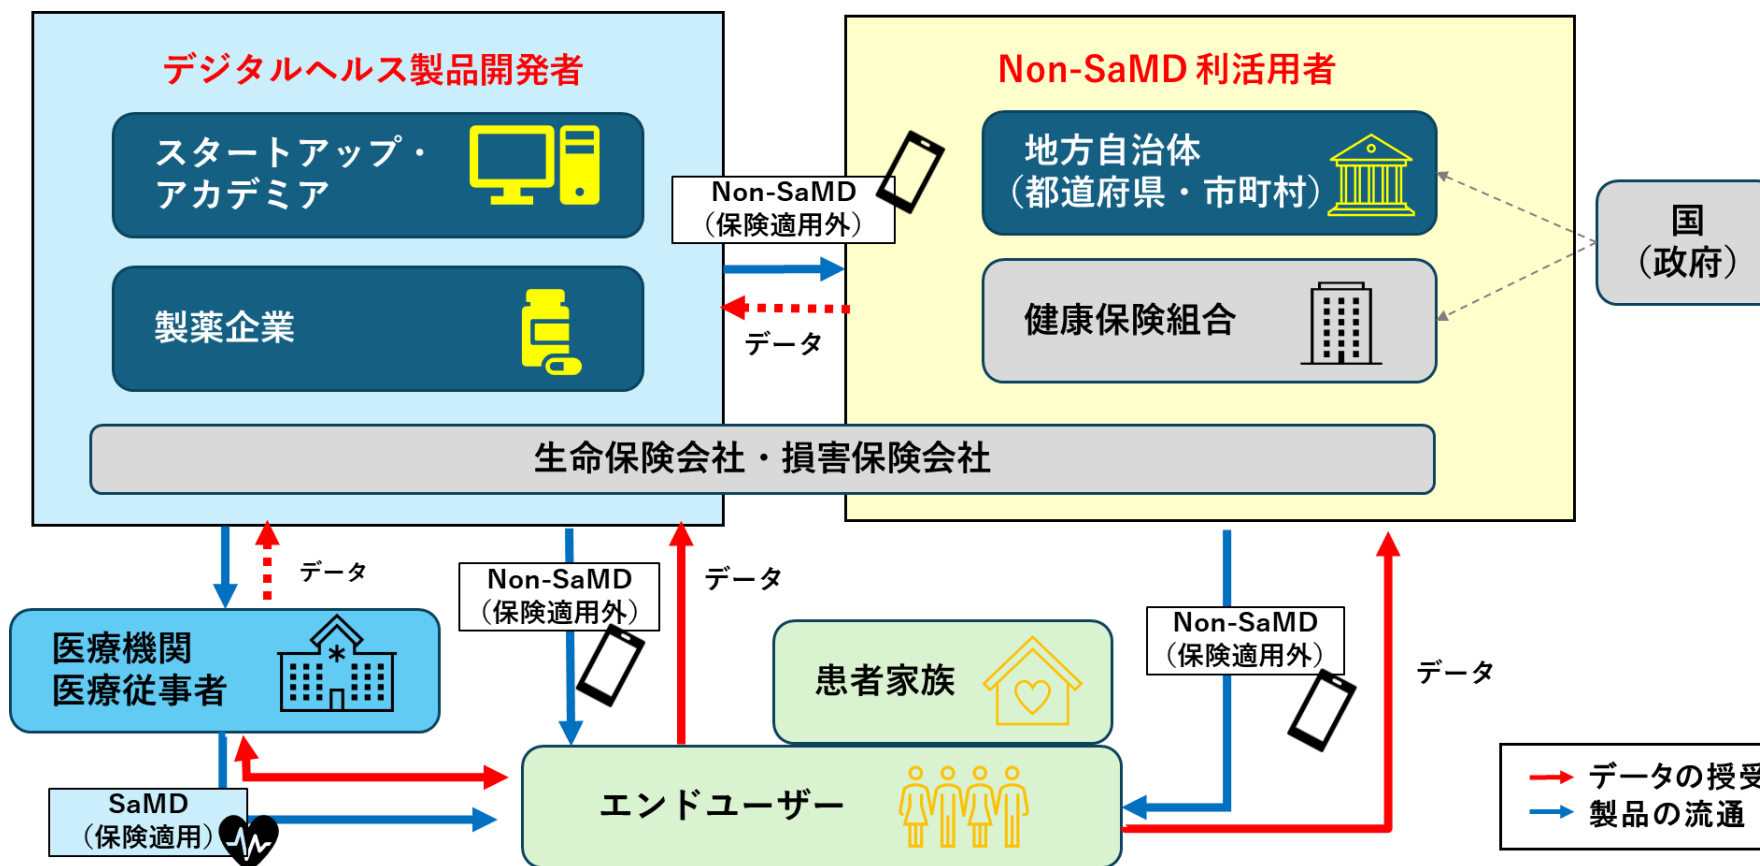 デジタルヘルス製品開発者
スタートアップ・
アカデミア
製薬企業
Non-SaMD
（保険適用外）
データ
Non-SaMD 利活用者
地方自治体
（都道府県・市町村）
健康保険組合
国
（政府）
生命保険会社・損害保険会社
データ
Non-SaMD
（保険適用外）
データ
Non-SaMD
（保険適用外）
データ
医療機関
医療従事者
患者家族
SaMD
（保険適用）
エンドユーザー
データの授受
製品の流通